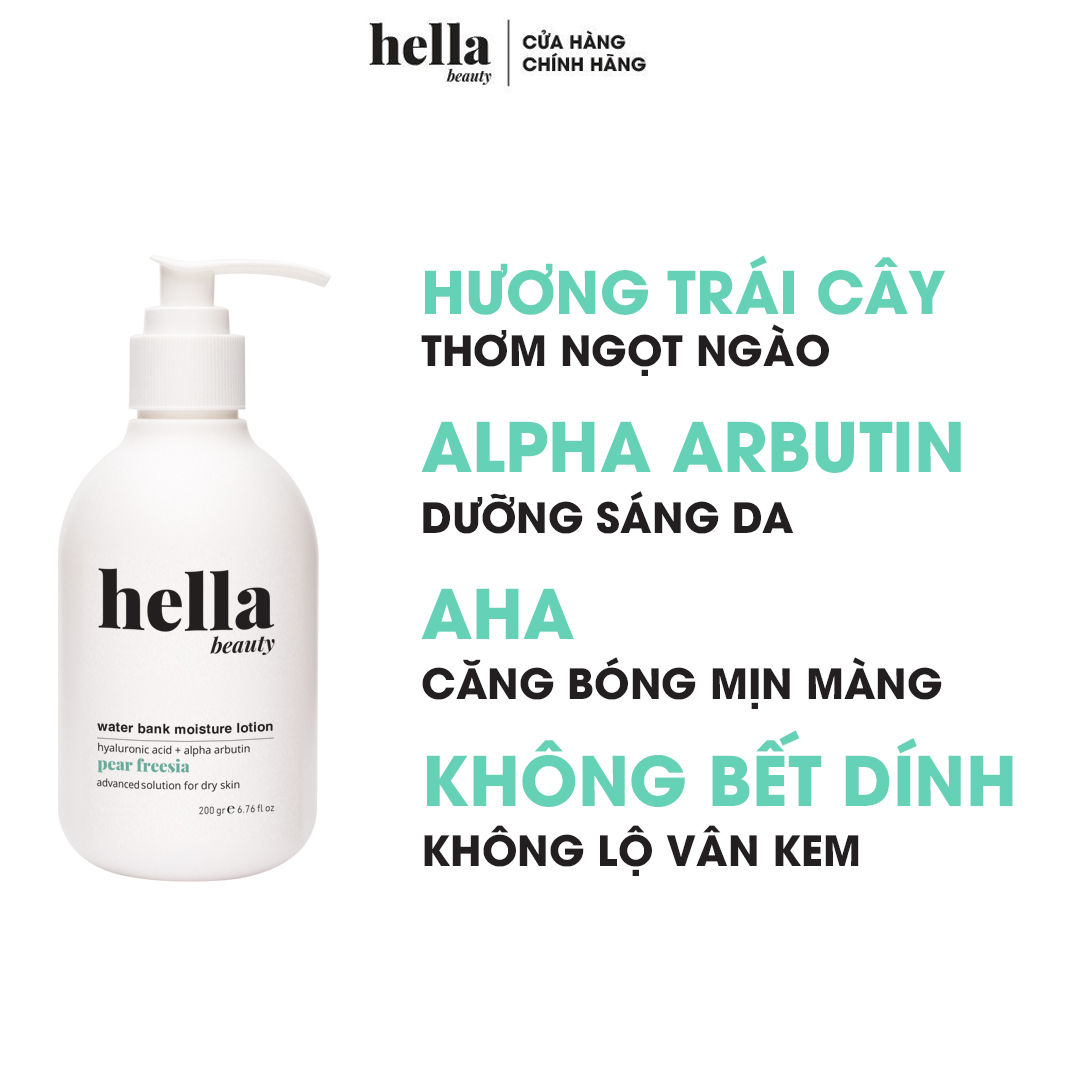 hella
beauty
CỬA HÀNG
CHÍNH HÃNG
HƯƠNG TRÁI CÂY
THƠM NGỌT NGÀO
ALPHA ARBUTIN
DƯỠNG SÁNG DA
AHA
CĂNG BÓNG MỊN MÀNG
KHÔNG BẾT DÍNH
KHÔNG LỘ VÂN KEM
hella
beauty
water bank moisture lotion
hyaluronic acid + alpha arbutin
pear freesia
advanced solution for dry skin
200 gr ℮ 6.76 fl oz